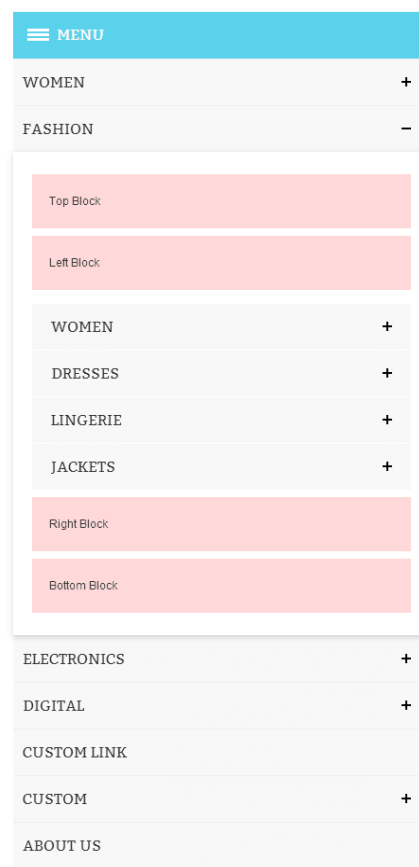 MENU
WOMEN +
FASHION −
Top Block
Left Block
WOMEN +
DRESSES +
LINGERIE +
JACKETS +
Right Block
Bottom Block
ELECTRONICS +
DIGITAL +
CUSTOM LINK
CUSTOM +
ABOUT US